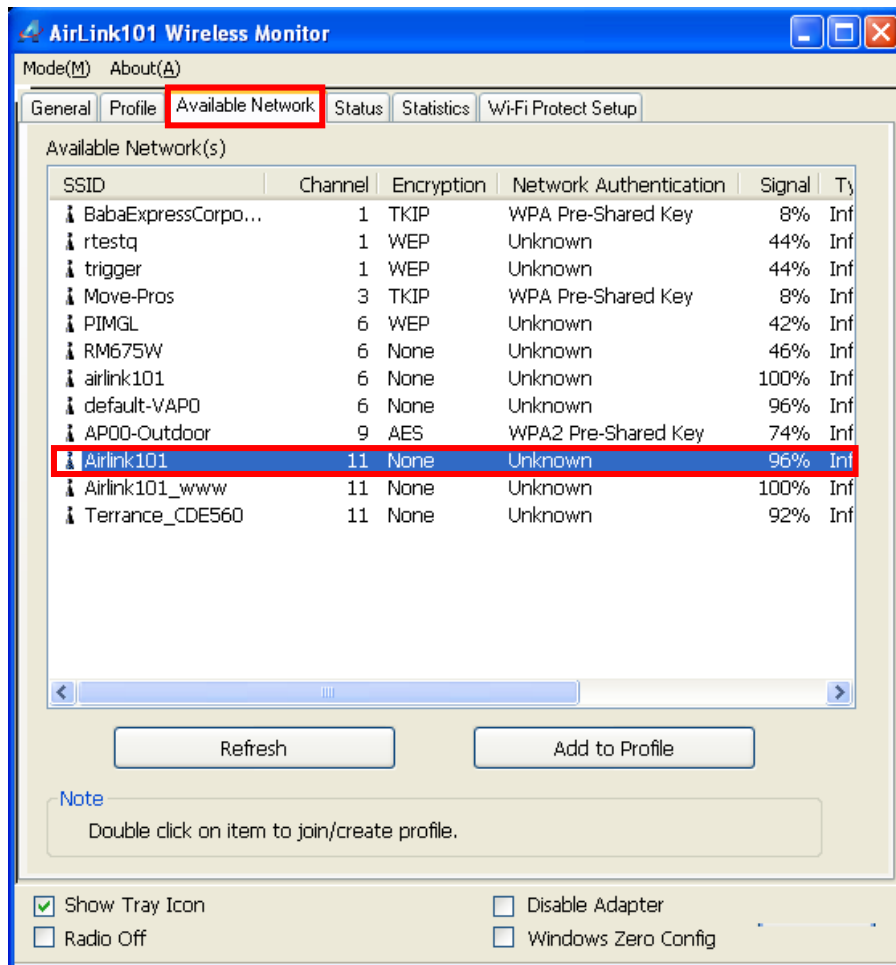 AirLink101 Wireless Monitor
Mode(M) About(A)
General Profile Available Network Status Statistics Wi-Fi Protect Setup
Available Network(s)
SSID Channel Encryption Network Authentication Signal Ty
BabaExpressCorpo... 1 TKIP WPA Pre-Shared Key 8% Inf
rtestq 1 WEP Unknown 44% Inf
trigger 1 WEP Unknown 44% Inf
Move-Pros 3 TKIP WPA Pre-Shared Key 8% Inf
PIMGL 6 WEP Unknown 42% Inf
RM675W 6 None Unknown 46% Inf
airlink101 6 None Unknown 100% Inf
default-VAP0 6 None Unknown 96% Inf
AP00-Outdoor 9 AES WPA2 Pre-Shared Key 74% Inf
Airlink101 11 None Unknown 96% Inf
Airlink101_www 11 None Unknown 100% Inf
Terrance_CDE560 11 None Unknown 92% Inf
Refresh Add to Profile
Note
Double click on item to join/create profile.
Show Tray Icon Disable Adapter
Radio Off Windows Zero Config